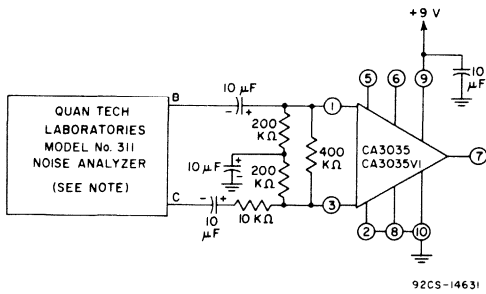 +9 V
10
µF
10 µF
B
5
6
9
QUAN TECH
LABORATORIES
MODEL No. 311
NOISE ANALYZER
(SEE NOTE)
- +
1
200
KΩ
400
KΩ
CA3035
CA3035VI
7
10 µF
+
-
200
KΩ
C
- +
10
µF
10 KΩ
3
2
8
10
92CS-14631